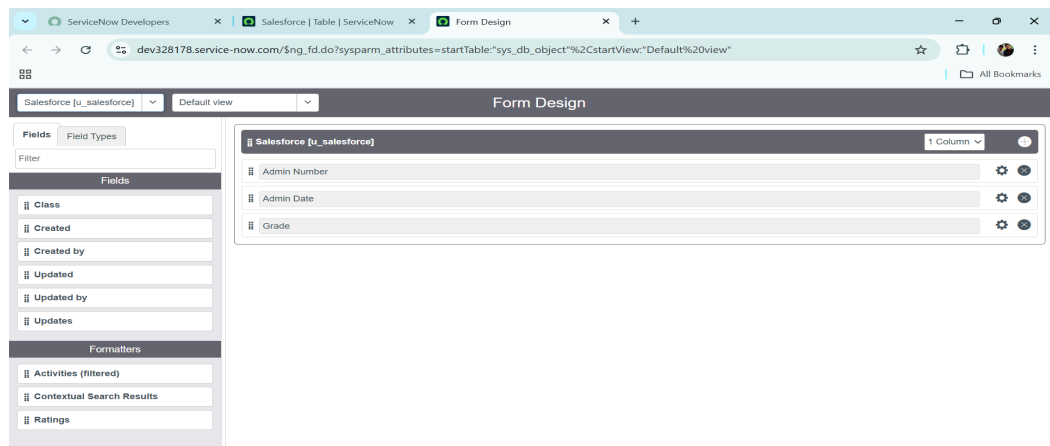 ServiceNow Developers
Salesforce | Table | ServiceNow
Form Design
dev328178.service-now.com/$ng_fd.do?sysparm_attributes=startTable:"sys_db_object"%2CstartView:"Default%20view"
All Bookmarks
Salesforce [u_salesforce]
Default view
Form Design
Fields
Field Types
Filter
Fields
Class
Created
Created by
Updated
Updated by
Updates
Formatters
Activities (filtered)
Contextual Search Results
Ratings
Salesforce [u_salesforce]
1 Column
Admin Number
Admin Date
Grade